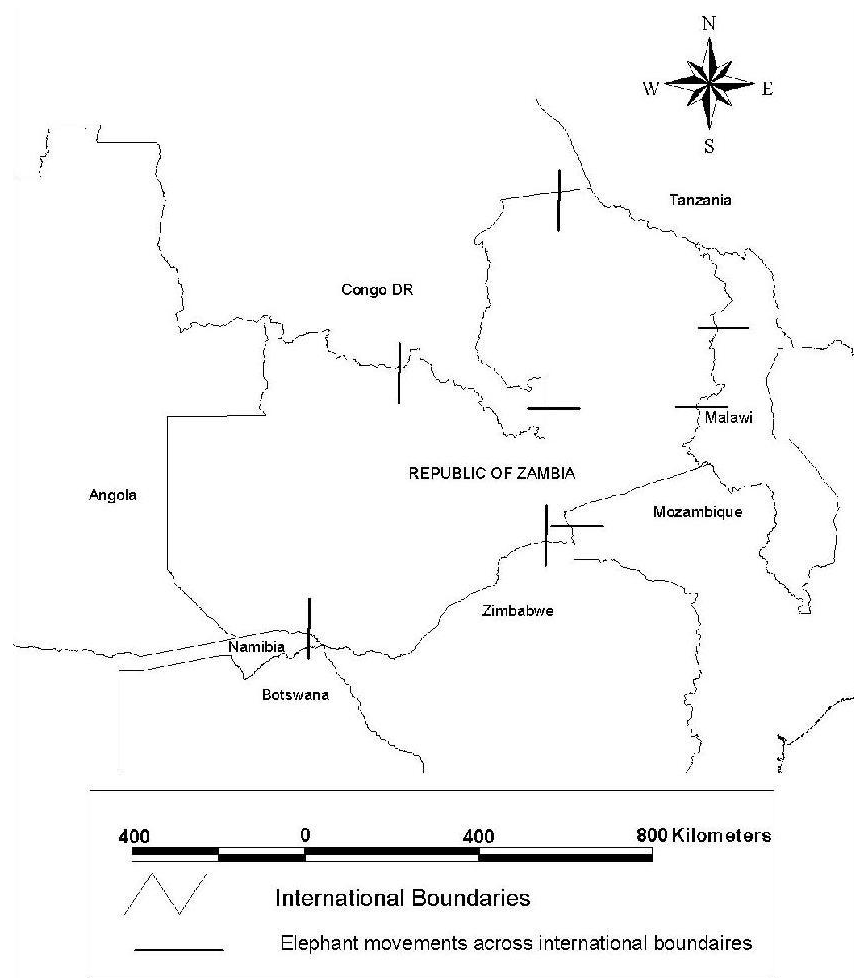 N
W E
S
Tanzania
Congo DR
Malawi
REPUBLIC OF ZAMBIA
Angola
Mozambique
Zimbabwe
Namibia
Botswana
400 0 400 800 Kilometers
International Boundaries
Elephant movements across international boundaires